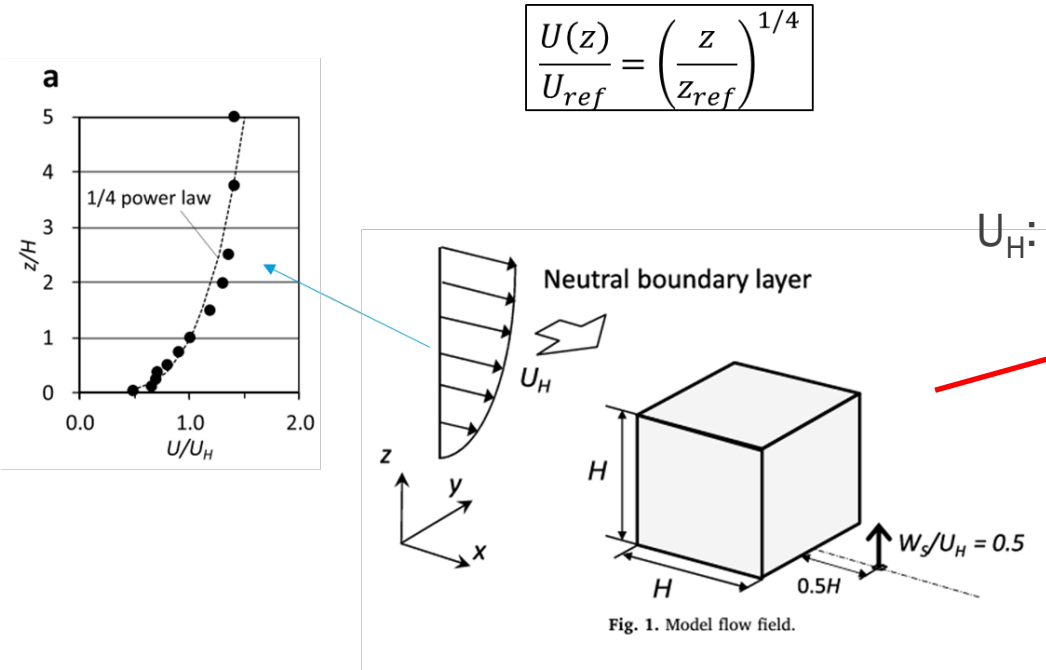 U(z)/U_ref = (z/z_ref)^1/4
a
5
4
3
2
1
0
z/H
1/4 power law
0.0 1.0 2.0
U/U_H
U_H:
Neutral boundary layer
U_H
z
y
x
H
H
0.5H
W_S/U_H = 0.5
Fig. 1. Model flow field.